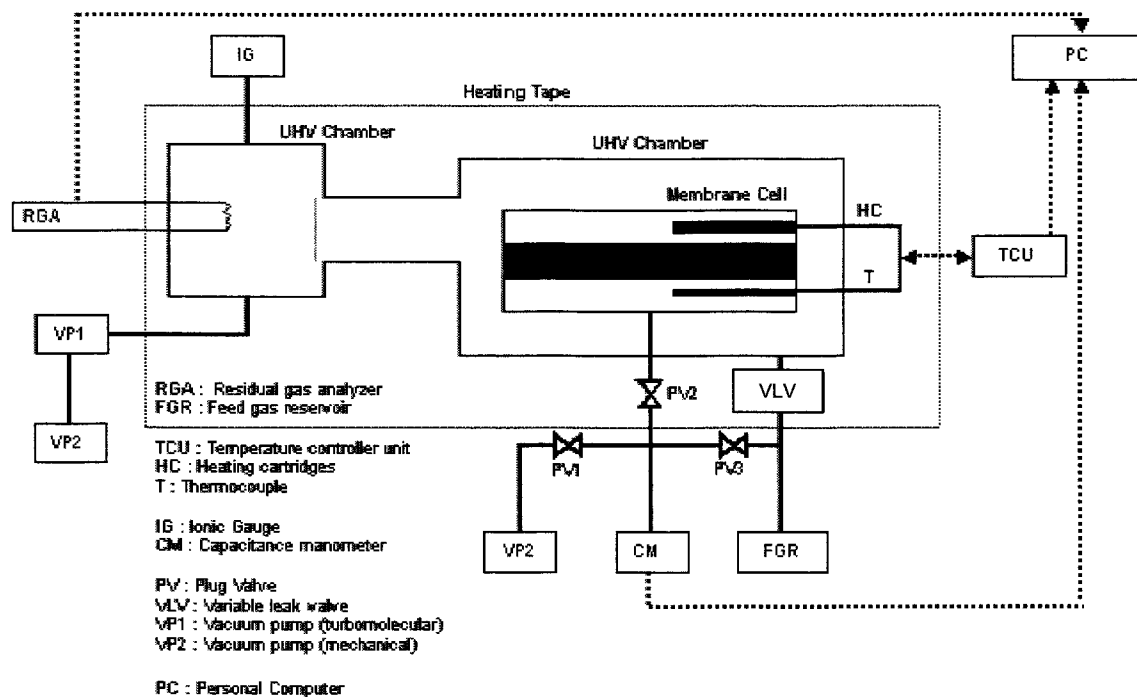 IG
PC
Heating Tape
UHV Chamber
UHV Chamber
Membrane Cell
HC
RGA
TCU
T
VP1
RGA : Residual gas analyzer
FGR : Feed gas reservoir
PV2
VLV
VP2
TCU : Temperature controller unit
HC : Heating cartridges
T : Thermocouple
PV1
PV3
IG : Ionic Gauge
CM : Capacitance manometer
VP2
CM
FGR
PV : Plug Valve
VLV : Variable leak valve
VP1 : Vacuum pump (turbomolecular)
VP2 : Vacuum pump (mechanical)
PC : Personal Computer